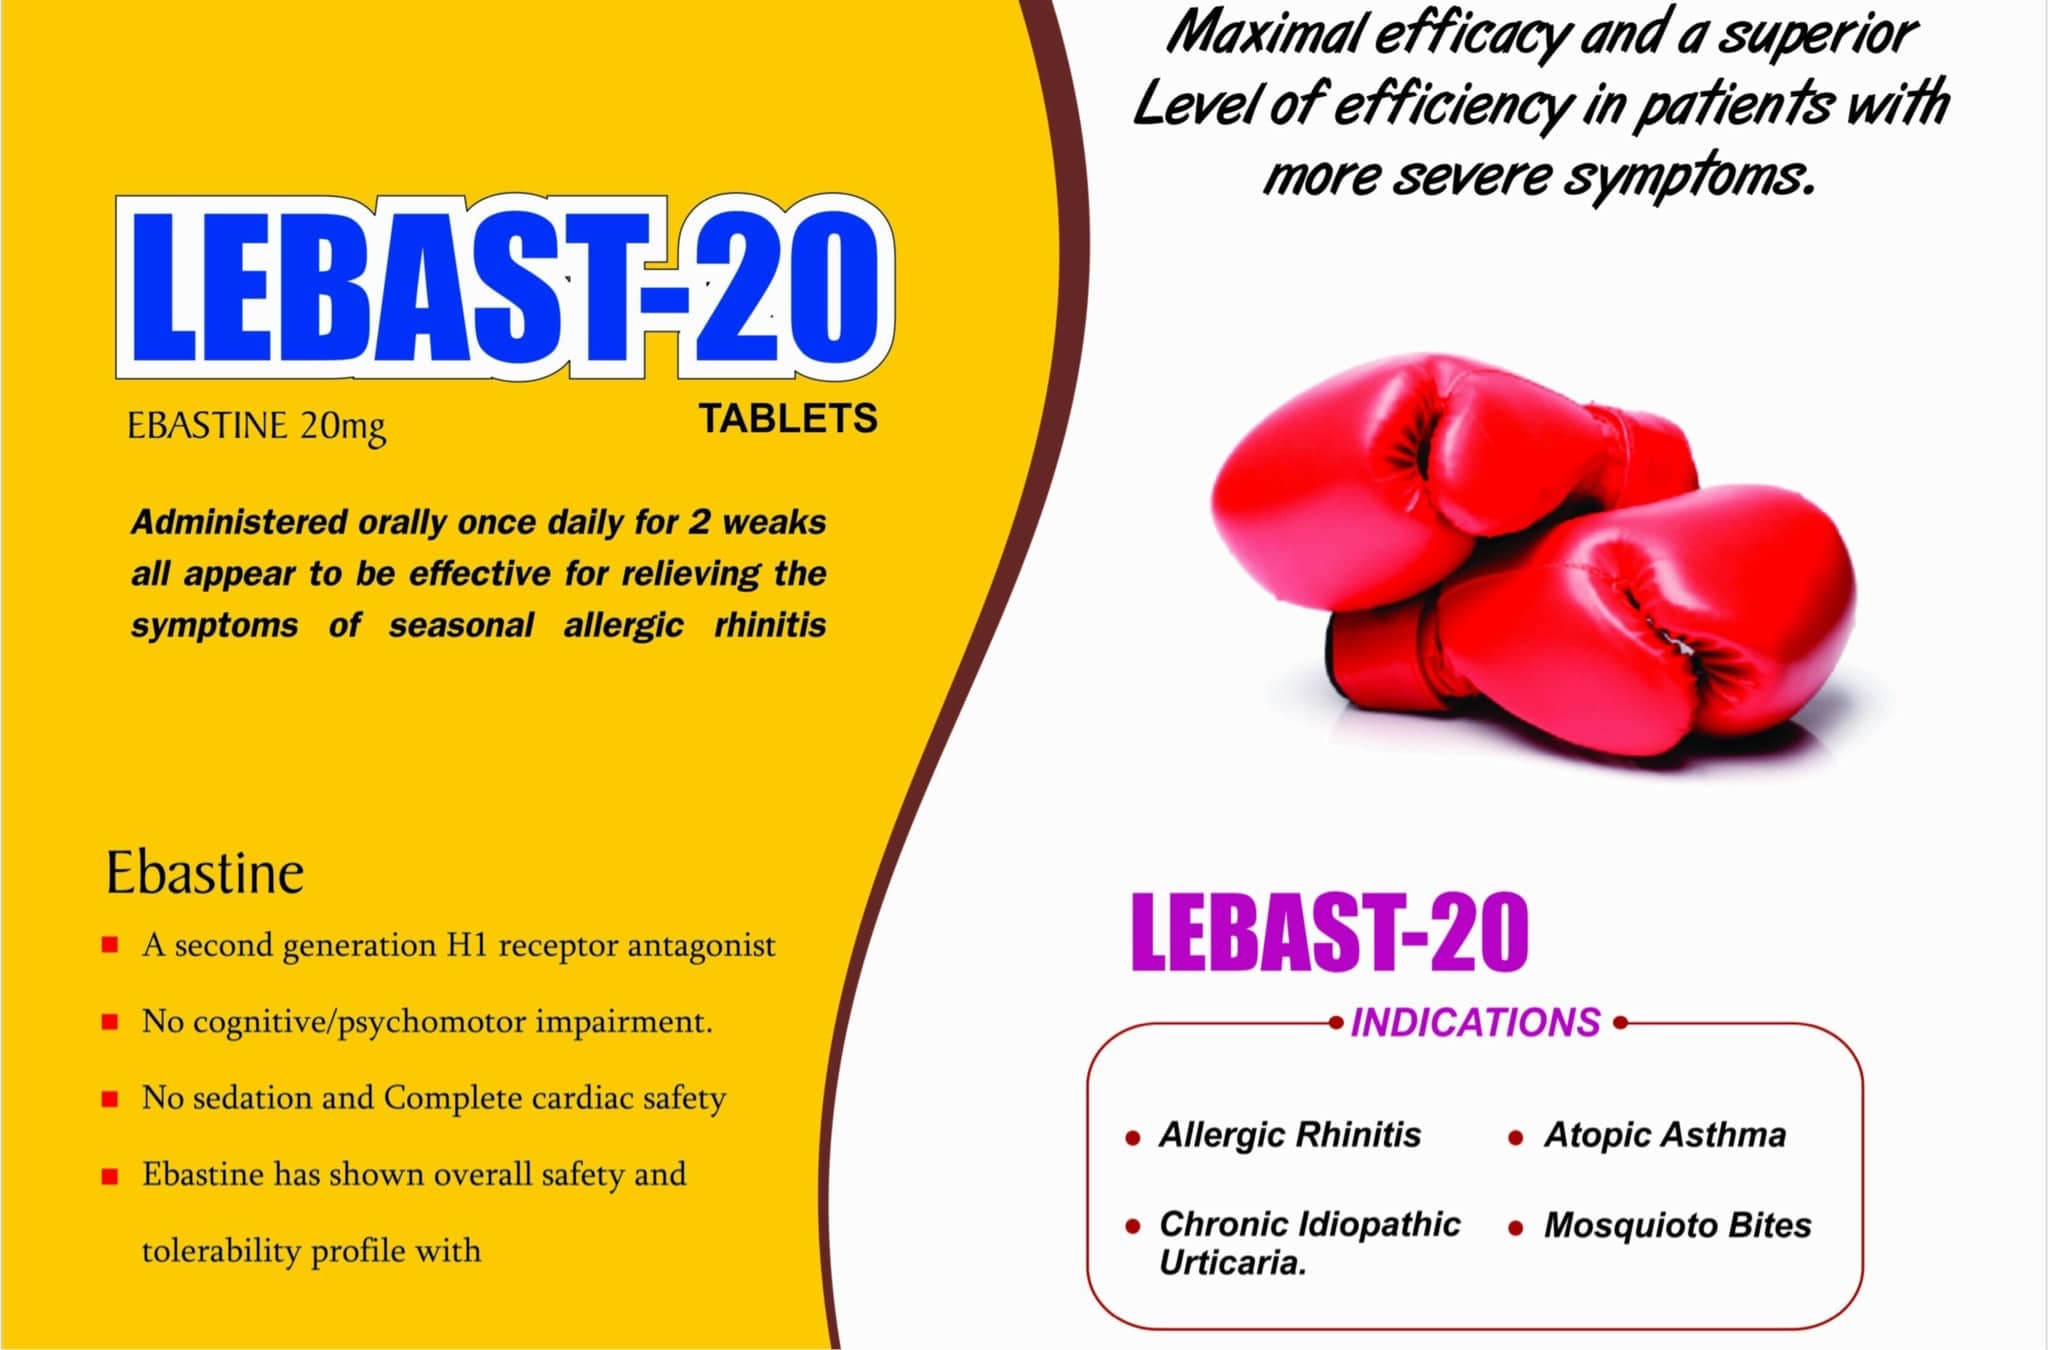 LEBAST-20
EBASTINE 20mg
TABLETS
Administered orally once daily for 2 weaks
all appear to be effective for relieving the
symptoms of seasonal allergic rhinitis
Ebastine
A second generation H1 receptor antagonist
No cognitive/psychomotor impairment.
No sedation and Complete cardiac safety
Ebastine has shown overall safety and
tolerability profile with
Maximal efficacy and a superior
Level of efficiency in patients with
more severe symptoms.
LEBAST-20
INDICATIONS
Allergic Rhinitis
Atopic Asthma
Chronic Idiopathic
Urticaria.
Mosquioto Bites